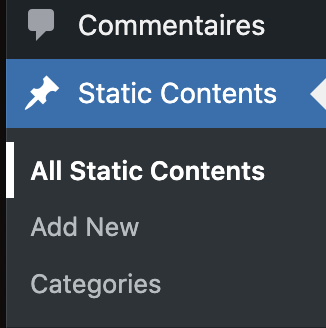 Commentaires
Static Contents
All Static Contents
Add New
Categories